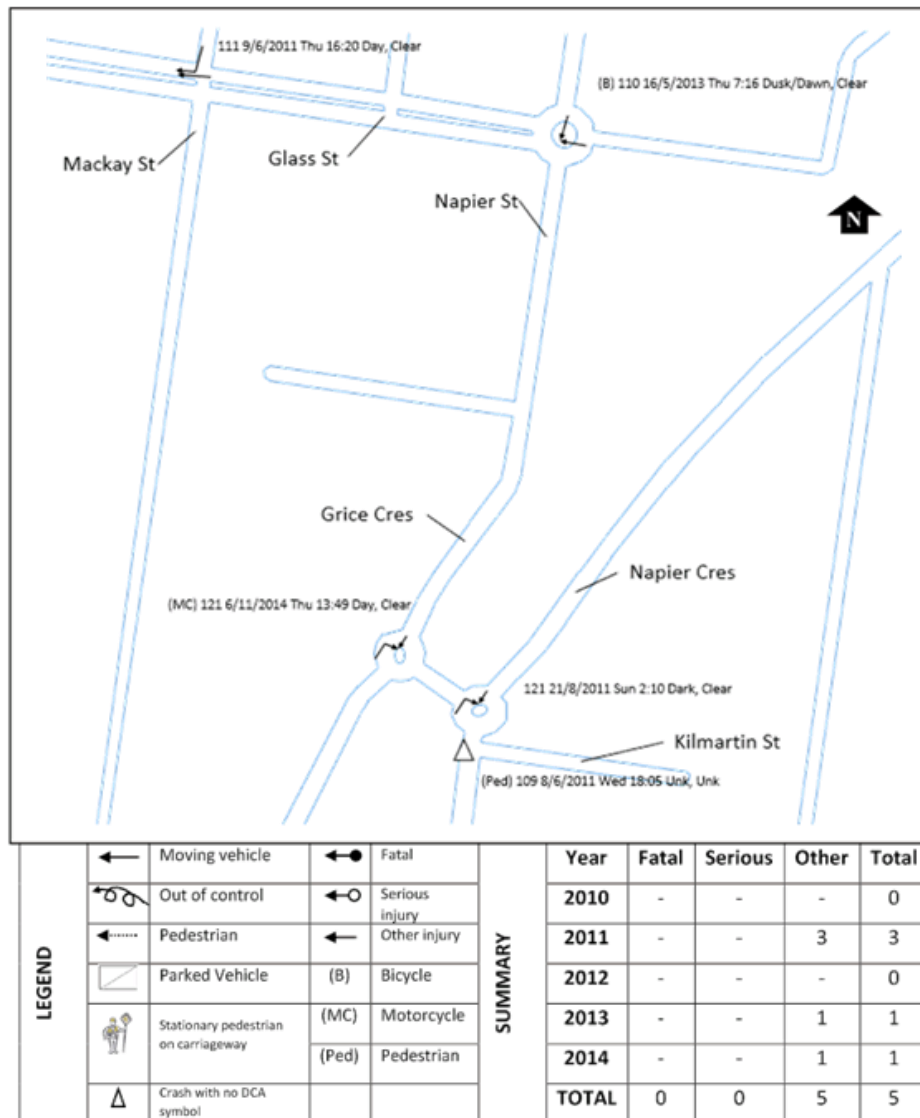 111 9/6/2011 Thu 16:20 Day, Clear
(B) 110 16/5/2013 Thu 7:16 Dusk/Dawn, Clear
Mackay St
Glass St
Napier St
N
Grice Cres
Napier Cres
(MC) 121 6/11/2014 Thu 13:49 Day, Clear
121 21/8/2011 Sun 2:10 Dark, Clear
Kilmartin St
(Ped) 109 8/6/2011 Wed 18:05 Unk, Unk
LEGEND
Moving vehicle
Fatal
Out of control
Serious
injury
Pedestrian
Other injury
Parked Vehicle
(B) Bicycle
Stationary pedestrian
on carriageway
(MC) Motorcycle
(Ped) Pedestrian
Crash with no DCA
symbol
SUMMARY
Year Fatal Serious Other Total
2010 - - - 0
2011 - - 3 3
2012 - - - 0
2013 - - 1 1
2014 - - 1 1
TOTAL 0 0 5 5